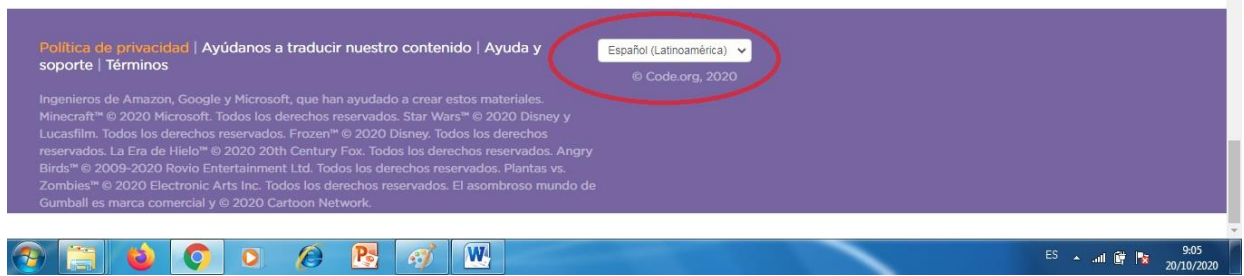 Política de privacidad | Ayúdanos a traducir nuestro contenido | Ayuda y
soporte | Términos
Español (Latinoamérica)
© Code.org, 2020
Ingenieros de Amazon, Google y Microsoft, que han ayudado a crear estos materiales.
Minecraft™ © 2020 Microsoft. Todos los derechos reservados. Star Wars™ © 2020 Disney y
Lucasfilm. Todos los derechos reservados. Frozen™ © 2020 Disney. Todos los derechos
reservados. La Era de Hielo™ © 2020 20th Century Fox. Todos los derechos reservados. Angry
Birds™ © 2009-2020 Rovio Entertainment Ltd. Todos los derechos reservados. Plantas vs.
Zombies™ © 2020 Electronic Arts Inc. Todos los derechos reservados. El asombroso mundo de
Gumball es marca comercial y © 2020 Cartoon Network.
ES
9:05
20/10/2020